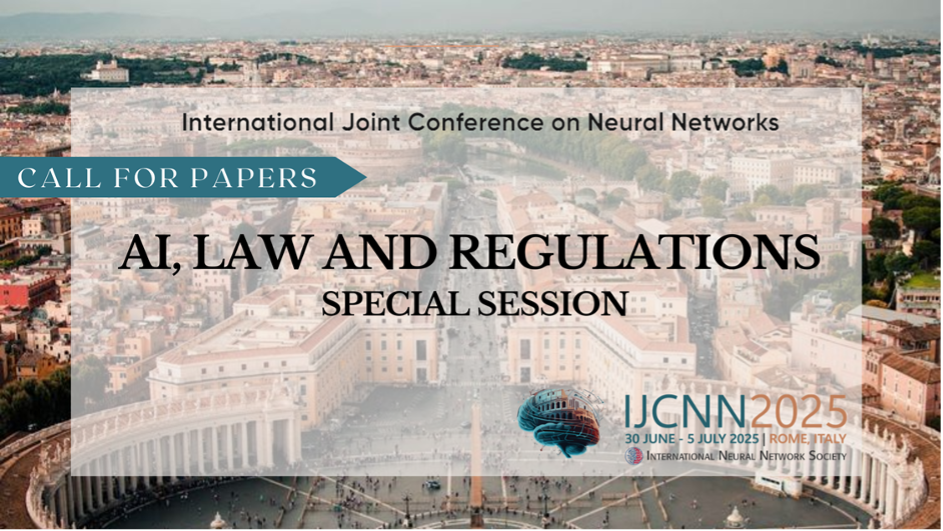 International Joint Conference on Neural Networks
CALL FOR PAPERS
AI, LAW AND REGULATIONS
SPECIAL SESSION
IJCNN2025
30 JUNE - 5 JULY 2025 | ROME, ITALY
INTERNATIONAL NEURAL NETWORK SOCIETY